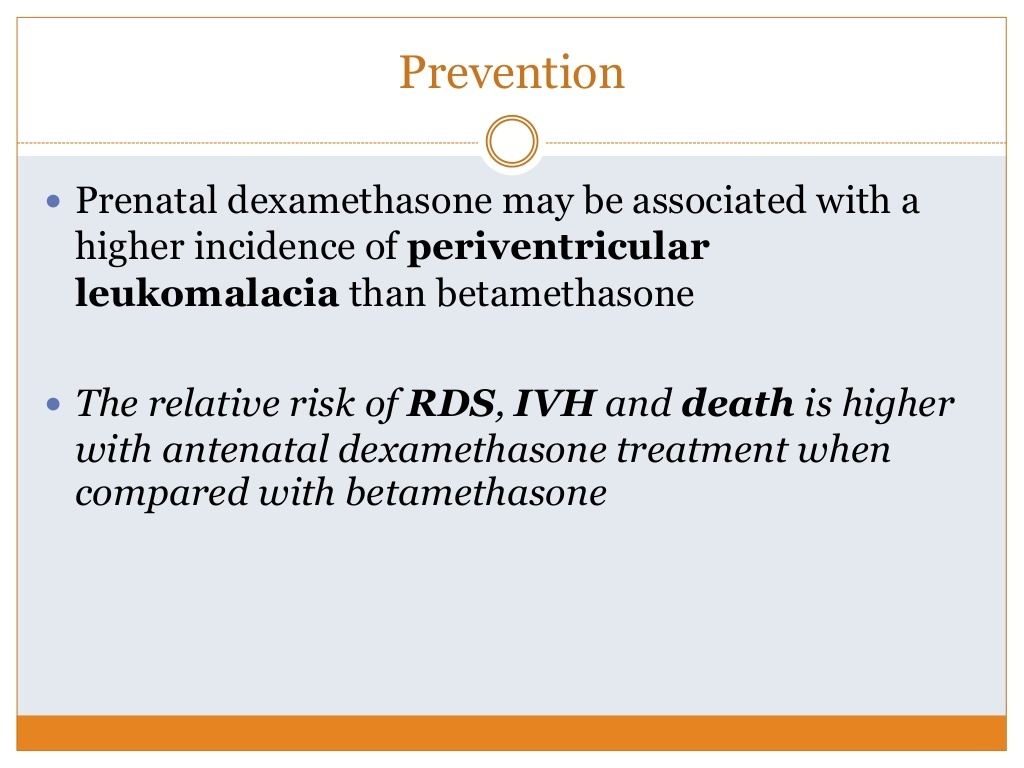 Prevention
• Prenatal dexamethasone may be associated with a
higher incidence of periventricular
leukomalacia than betamethasone
• The relative risk of RDS, IVH and death is higher
with antenatal dexamethasone treatment when
compared with betamethasone